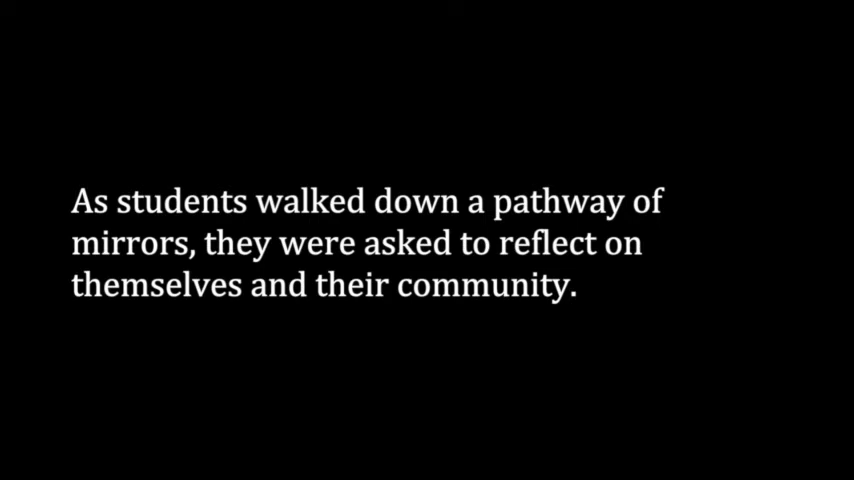 As students walked down a pathway of
mirrors, they were asked to reflect on
themselves and their community.